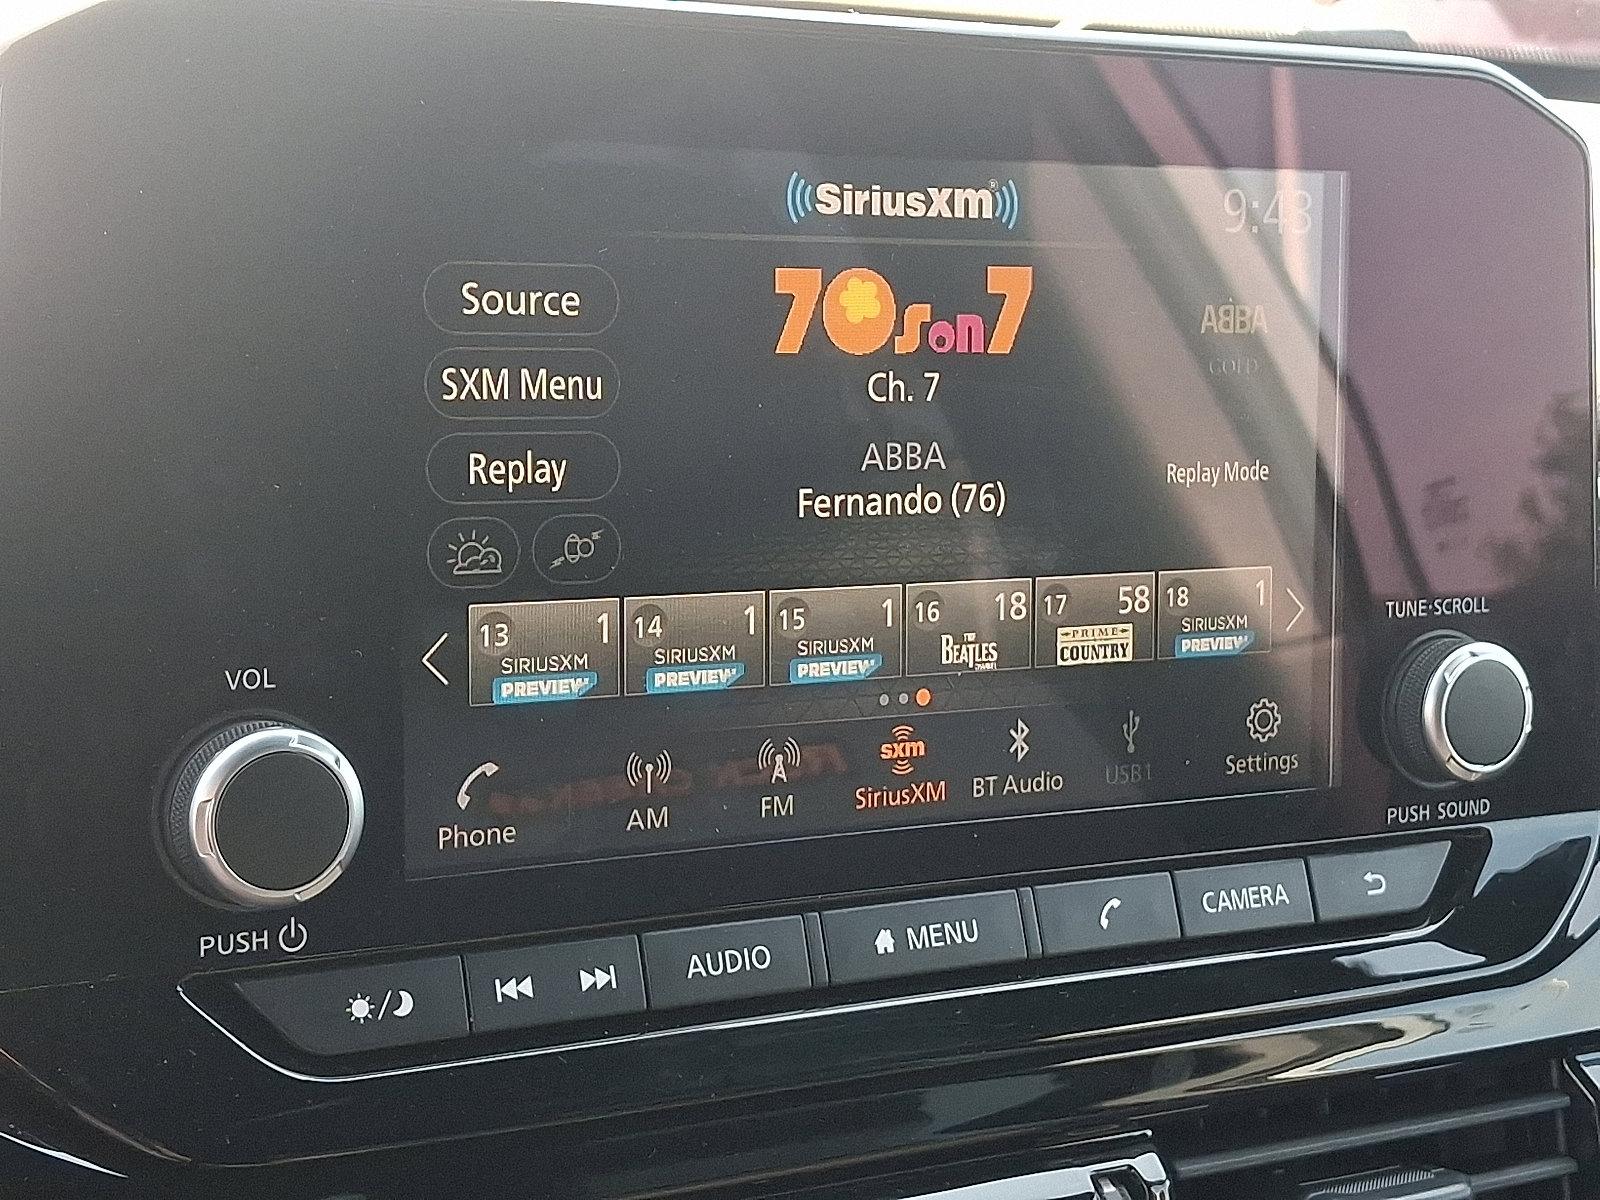 SiriusXM®
9:43
Source
70s on 7
ABBA
GOLD
SXM Menu
Ch. 7
Replay
ABBA
Replay Mode
Fernando (76)
13 1 SIRIUSXM PREVIEW
14 1 SIRIUSXM PREVIEW
15 1 SIRIUSXM PREVIEW
16 18 THE BEATLES CHANNEL
17 58 PRIME COUNTRY
18 1 SIRIUSXM PREVIEW
Phone
AM
FM
sxm
SiriusXM
BT Audio
USB1
Settings
VOL
PUSH
TUNE·SCROLL
PUSH SOUND
AUDIO
MENU
CAMERA